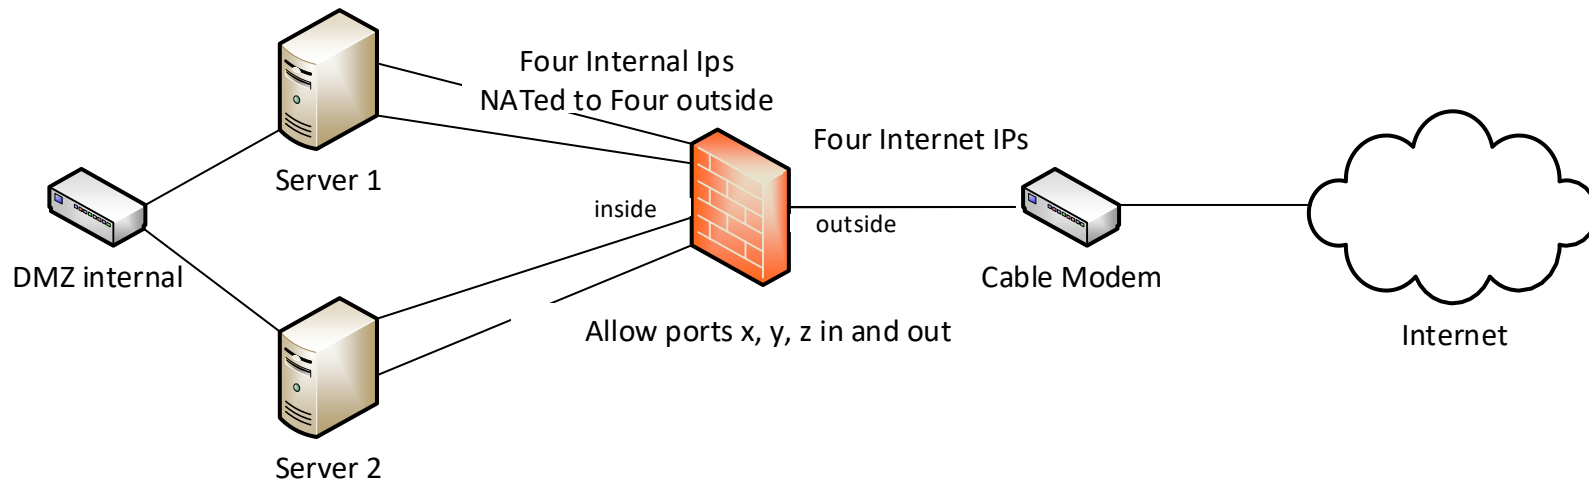 Four Internal Ips
NATed to Four outside
Four Internet IPs
Server 1
inside
outside
DMZ internal
Cable Modem
Allow ports x, y, z in and out
Internet
Server 2